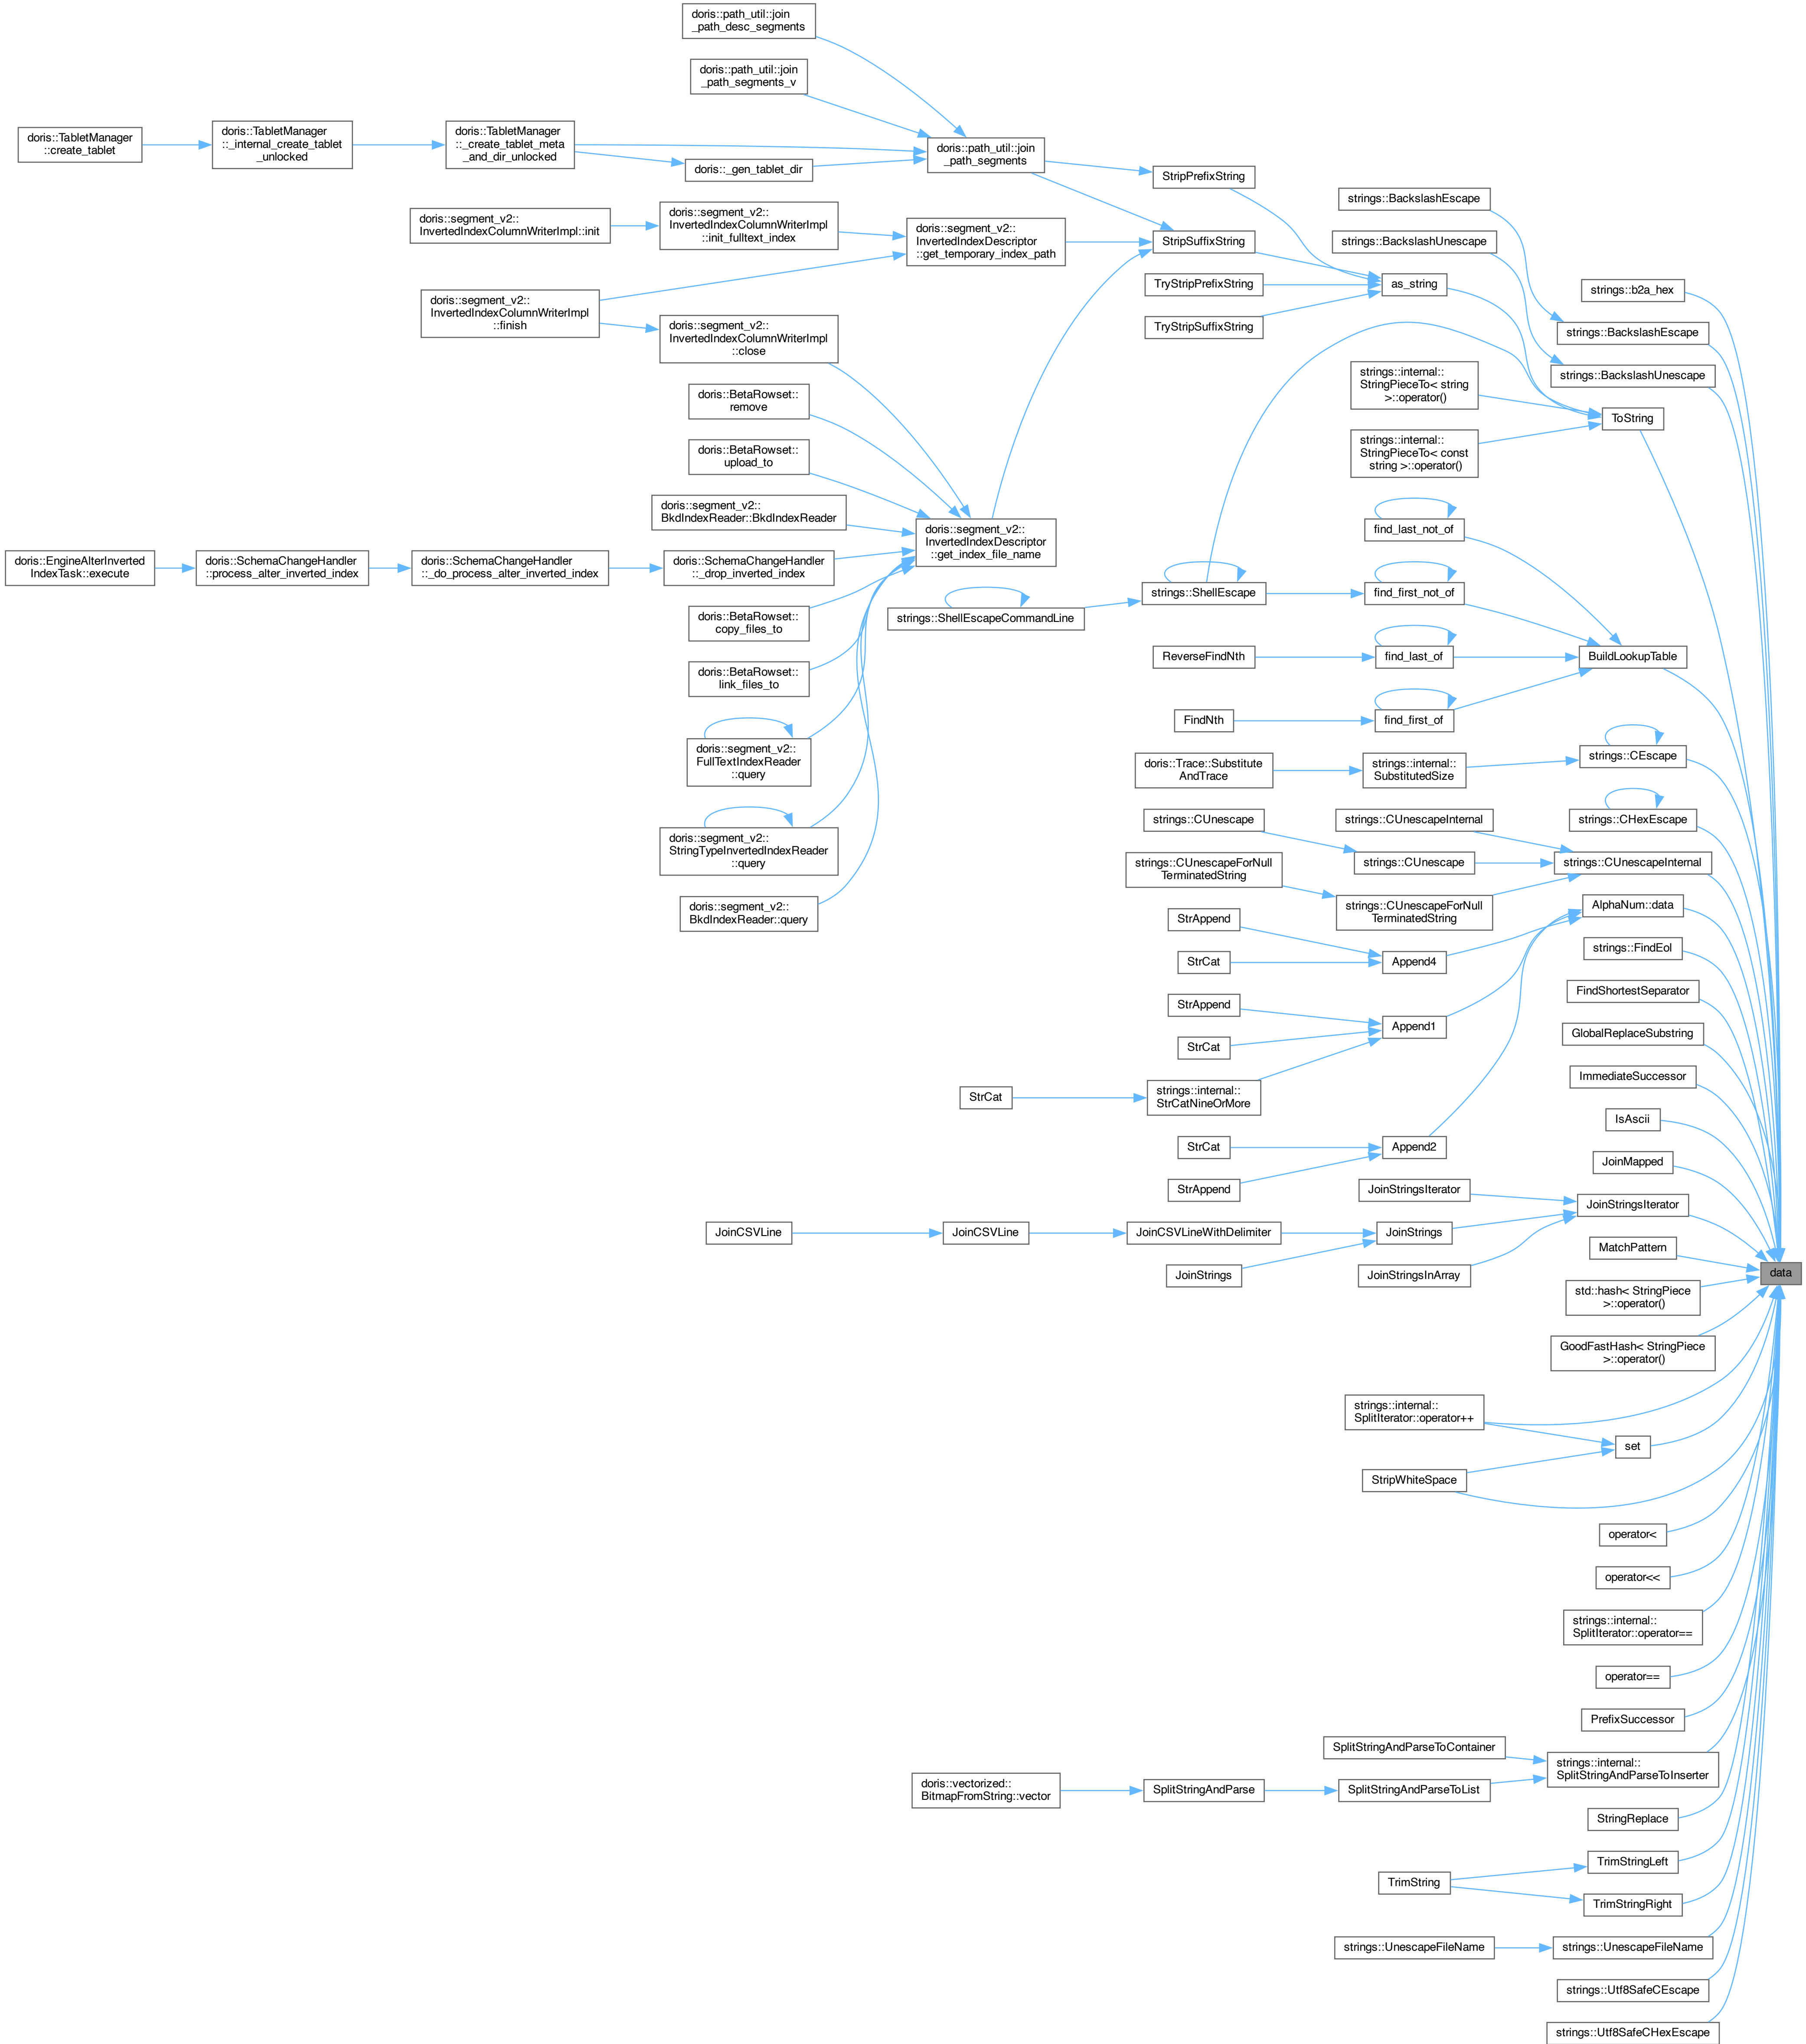 doris::path_util::join
_path_desc_segments
doris::path_util::join
_path_segments_v
doris::TabletManager
::create_tablet
doris::TabletManager
::_internal_create_tablet
_unlocked
doris::TabletManager
::_create_tablet_meta
_and_dir_unlocked
doris::_gen_tablet_dir
doris::path_util::join
_path_segments
StripPrefixString
doris::segment_v2::
InvertedIndexColumnWriterImpl::init
doris::segment_v2::
InvertedIndexColumnWriterImpl
::init_fulltext_index
doris::segment_v2::
InvertedIndexDescriptor
::get_temporary_index_path
StripSuffixString
strings::BackslashEscape
strings::BackslashUnescape
TryStripPrefixString
as_string
strings::b2a_hex
doris::segment_v2::
InvertedIndexColumnWriterImpl
::finish
doris::segment_v2::
InvertedIndexColumnWriterImpl
::close
TryStripSuffixString
strings::BackslashEscape
strings::BackslashUnescape
strings::internal::
StringPieceTo< string
>::operator()
ToString
strings::internal::
StringPieceTo< const
string >::operator()
doris::BetaRowset::
remove
doris::BetaRowset::
upload_to
doris::segment_v2::
BkdIndexReader::BkdIndexReader
doris::segment_v2::
InvertedIndexDescriptor
::get_index_file_name
find_last_not_of
doris::EngineAlterInverted
IndexTask::execute
doris::SchemaChangeHandler
::process_alter_inverted_index
doris::SchemaChangeHandler
::_do_process_alter_inverted_index
doris::SchemaChangeHandler
::_drop_inverted_index
strings::ShellEscape
find_first_not_of
doris::BetaRowset::
copy_files_to
strings::ShellEscapeCommandLine
doris::BetaRowset::
link_files_to
ReverseFindNth
find_last_of
BuildLookupTable
FindNth
find_first_of
doris::segment_v2::
FullTextIndexReader
::query
doris::Trace::Substitute
AndTrace
strings::internal::
SubstitutedSize
strings::CEscape
doris::segment_v2::
StringTypeInvertedIndexReader
::query
strings::CUnescape
strings::CUnescapeInternal
strings::CHexEscape
strings::CUnescapeForNull
TerminatedString
strings::CUnescape
strings::CUnescapeInternal
doris::segment_v2::
BkdIndexReader::query
StrAppend
strings::CUnescapeForNull
TerminatedString
AlphaNum::data
StrCat
Append4
strings::FindEol
StrAppend
FindShortestSeparator
Append1
GlobalReplaceSubstring
StrCat
ImmediateSuccessor
StrCat
strings::internal::
StrCatNineOrMore
IsAscii
StrCat
Append2
JoinMapped
StrAppend
JoinStringsIterator
JoinStringsIterator
JoinCSVLine
JoinCSVLine
JoinCSVLineWithDelimiter
JoinStrings
MatchPattern
JoinStrings
JoinStringsInArray
data
std::hash< StringPiece
>::operator()
GoodFastHash< StringPiece
>::operator()
strings::internal::
SplitIterator::operator++
set
StripWhiteSpace
operator<
operator<<
strings::internal::
SplitIterator::operator==
operator==
PrefixSuccessor
SplitStringAndParseToContainer
strings::internal::
SplitStringAndParseToInserter
doris::vectorized::
BitmapFromString::vector
SplitStringAndParse
SplitStringAndParseToList
StringReplace
TrimStringLeft
TrimString
TrimStringRight
strings::UnescapeFileName
strings::UnescapeFileName
strings::Utf8SafeCEscape
strings::Utf8SafeCHexEscape